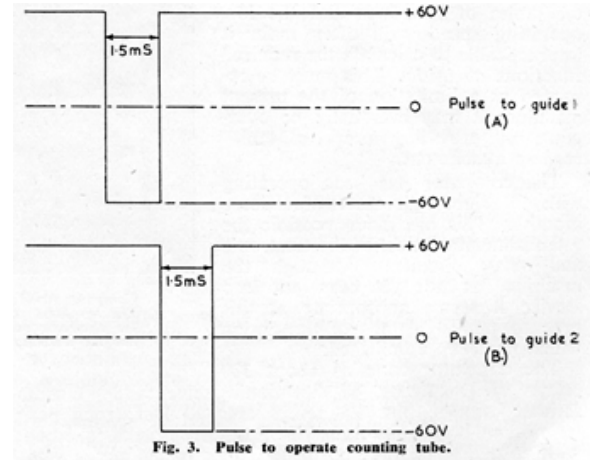 +60V
1·5mS
O Pulse to guide 1
(A)
-60V
+60V
1·5mS
O Pulse to guide 2
(B)
-60V
Fig. 3. Pulse to operate counting tube.